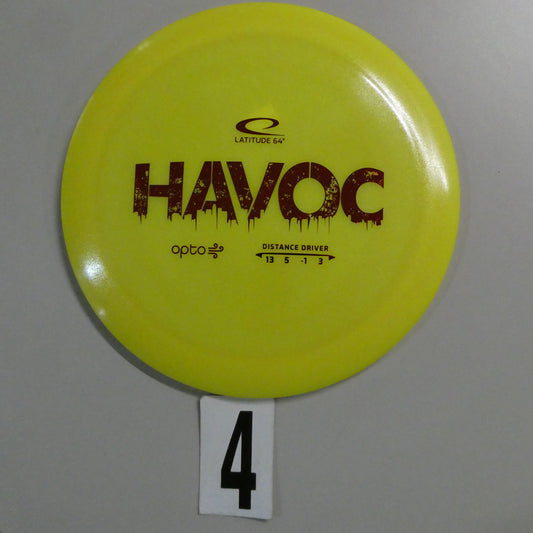 LATITUDE 64°
HAVOC
opto
DISTANCE DRIVER
13 5 -1 3
4